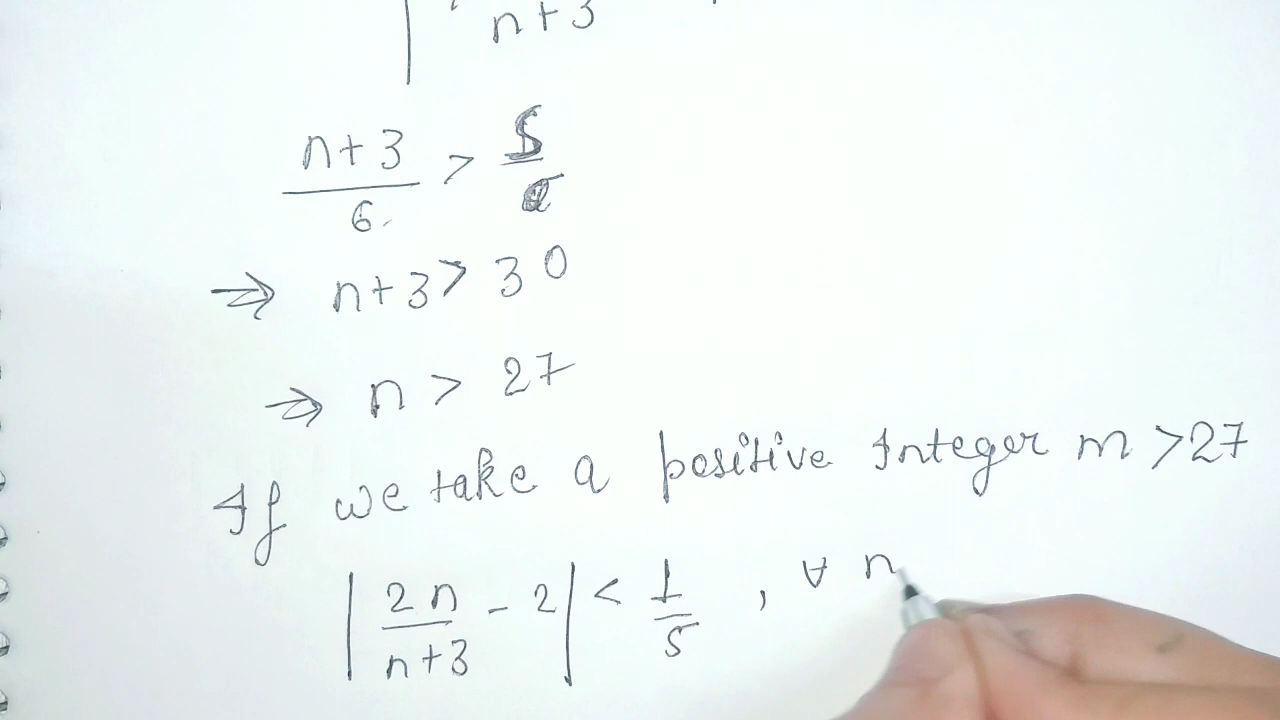 n+3
n+3 > 5
6
⇒ n+3 > 30
⇒ n > 27
If we take a positive Integer m >27
| 2n/n+3 - 2 | < 1/5 , ∀ n